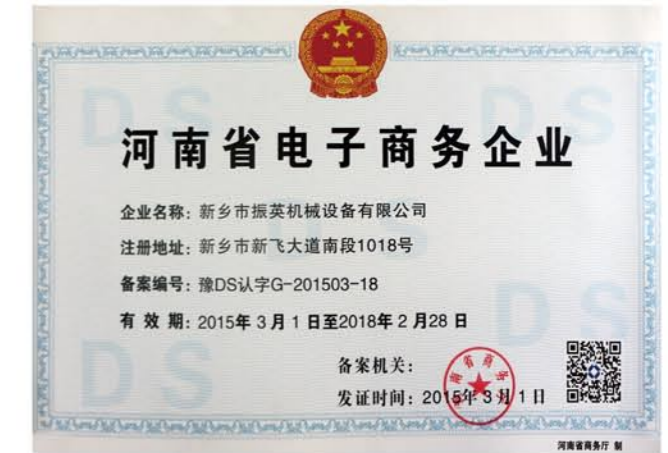 河南省电子商务企业
企业名称：新乡市振英机械设备有限公司
注册地址：新乡市新飞大道南段1018号
备案编号：豫DS认字G-201503-18
有 效 期：2015年 3 月 1 日至2018年 2 月28 日
备案机关：
发证时间：2015年 3 月 1 日
河南省商务厅 制
DS
DS
DS
DS